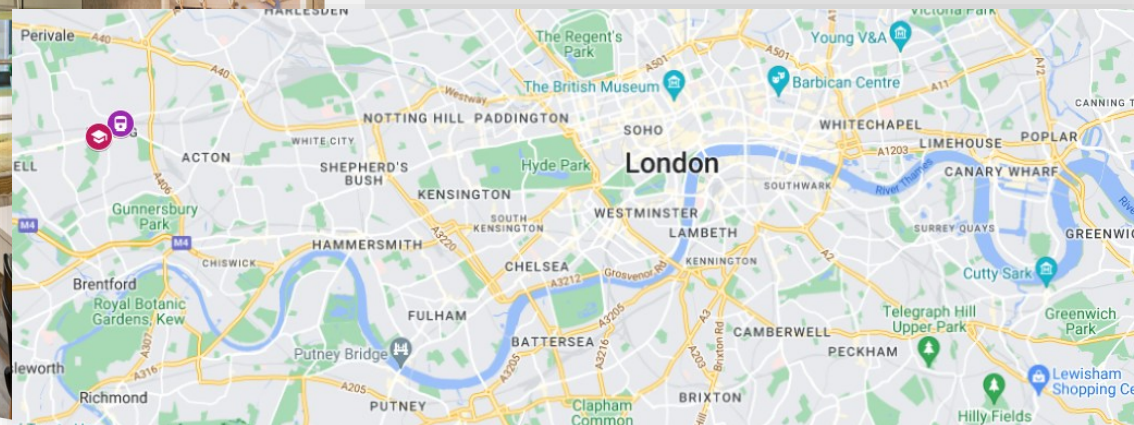 HARLESDEN
Victoria Park
Perivale
A40
The Regent's
Park
Young V&A
A501
A501
A12
A40
The British Museum
Barbican Centre
A11
Westway
CANNING T
NOTTING HILL
PADDINGTON
SOHO
WHITECHAPEL
POPLAR
WHITE CITY
LIMEHOUSE
A1203
ELL
ACTON
SHEPHERD'S
BUSH
Hyde Park
London
CANARY WHARF
A406
KENSINGTON
SOUTHWARK
River Thames
Gunnersbury
Park
SOUTH
KENSINGTON
WESTMINSTER
M4
LAMBETH
SURREY QUAYS
GREENWIC
M4
HAMMERSMITH
A3220
A2
CHISWICK
CHELSEA
Grosvenor Rd
KENNINGTON
A3212
Cutty Sark
Brentford
Royal Botanic
Gardens, Kew
FULHAM
A3205
A3
Telegraph Hill
Upper Park
Greenwich
Park
A307
Putney Bridge
BATTERSEA
CAMBERWELL
PECKHAM
leworth
A316
A3205
A3216
A203
Brixton Rd
Lewisham
Shopping Ce
A205
Richmond
PUTNEY
Clapham
Common
BRIXTON
Hilly Fields